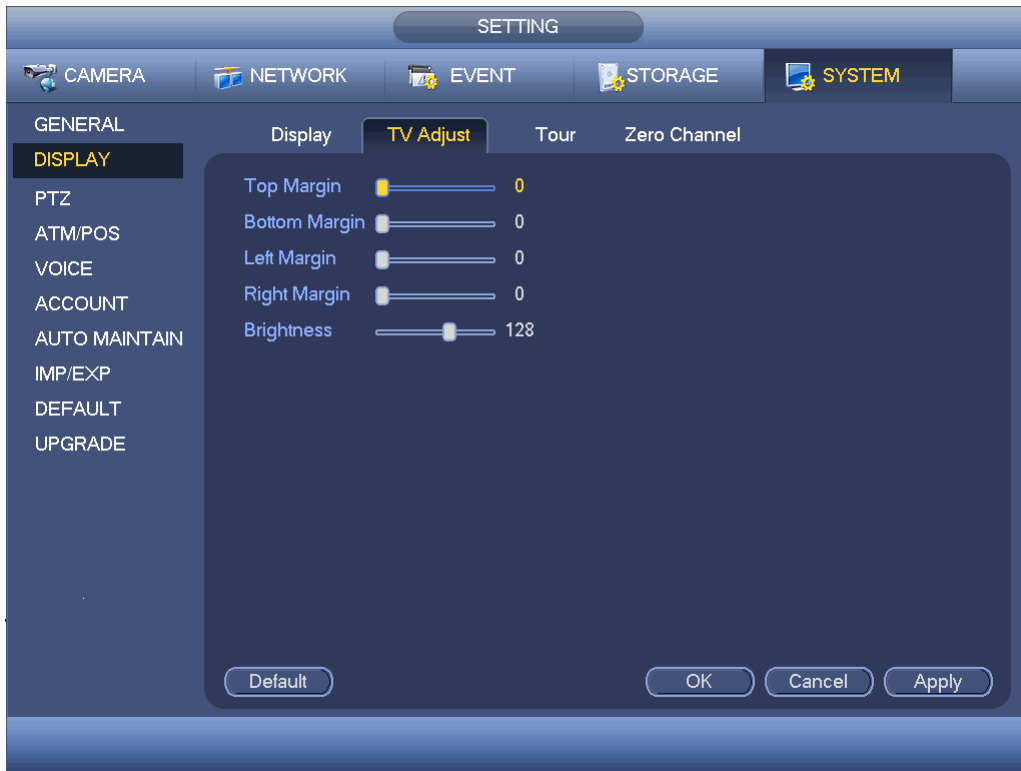 SETTING
CAMERA NETWORK EVENT STORAGE SYSTEM
GENERAL
DISPLAY
PTZ
ATM/POS
VOICE
ACCOUNT
AUTO MAINTAIN
IMP/EXP
DEFAULT
UPGRADE
Display TV Adjust Tour Zero Channel
Top Margin 0
Bottom Margin 0
Left Margin 0
Right Margin 0
Brightness 128
Default OK Cancel Apply